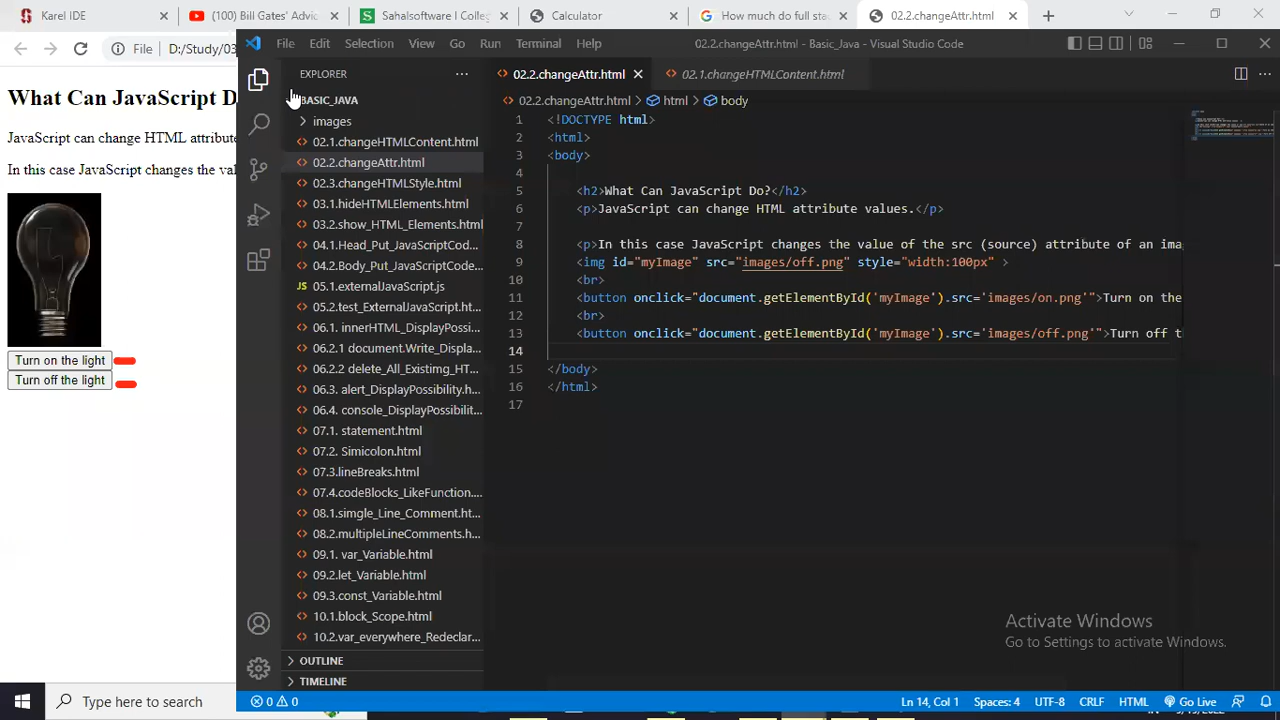 Karel IDE
(100) Bill Gates' Advic
Sahalsoftware I Colleg
Calculator
How much do full stac
02.2.changeAttr.html
File
D:/Study/03
What Can JavaScript D
JavaScript can change HTML attribute
In this case JavaScript changes the val
Turn on the light
Turn off the light
File Edit Selection View Go Run Terminal Help
02.2.changeAttr.html - Basic_Java - Visual Studio Code
EXPLORER
BASIC_JAVA
images
02.1.changeHTMLContent.html
02.2.changeAttr.html
02.3.changeHTMLStyle.html
03.1.hideHTMLElements.html
03.2.show_HTML_Elements.html
04.1.Head_Put_JavaScriptCod...
04.2.Body_Put_JavaScriptCode...
05.1.externalJavaScript.js
05.2.test_ExternalJavaScript.ht...
06.1. innerHTML_DisplayPossi...
06.2.1 document.Write_Displa...
06.2.2 delete_All_Existimg_HT...
06.3. alert_DisplayPossibility.h...
06.4. console_DisplayPossibilit...
07.1. statement.html
07.2. Simicolon.html
07.3.lineBreaks.html
07.4.codeBlocks_LikeFunction....
08.1.simgle_Line_Comment.ht...
08.2.multipleLineComments.h...
09.1. var_Variable.html
09.2.let_Variable.html
09.3.const_Variable.html
10.1.block_Scope.html
10.2.var_everywhere_Redeclar...
OUTLINE
TIMELINE
02.2.changeAttr.html
02.1.changeHTMLContent.html
02.2.changeAttr.html > html > body
1 <!DOCTYPE html>
2 <html>
3 <body>
4
5 <h2>What Can JavaScript Do?</h2>
6 <p>JavaScript can change HTML attribute values.</p>
7
8 <p>In this case JavaScript changes the value of the src (source) attribute of an ima
9 <img id="myImage" src="images/off.png" style="width:100px" >
10 <br>
11 <button onclick="document.getElementById('myImage').src='images/on.png'">Turn on the
12 <br>
13 <button onclick="document.getElementById('myImage').src='images/off.png'">Turn off t
14
15 </body>
16 </html>
17
Activate Windows
Go to Settings to activate Windows.
0 0
Ln 14, Col 1 Spaces: 4 UTF-8 CRLF HTML Go Live
Type here to search